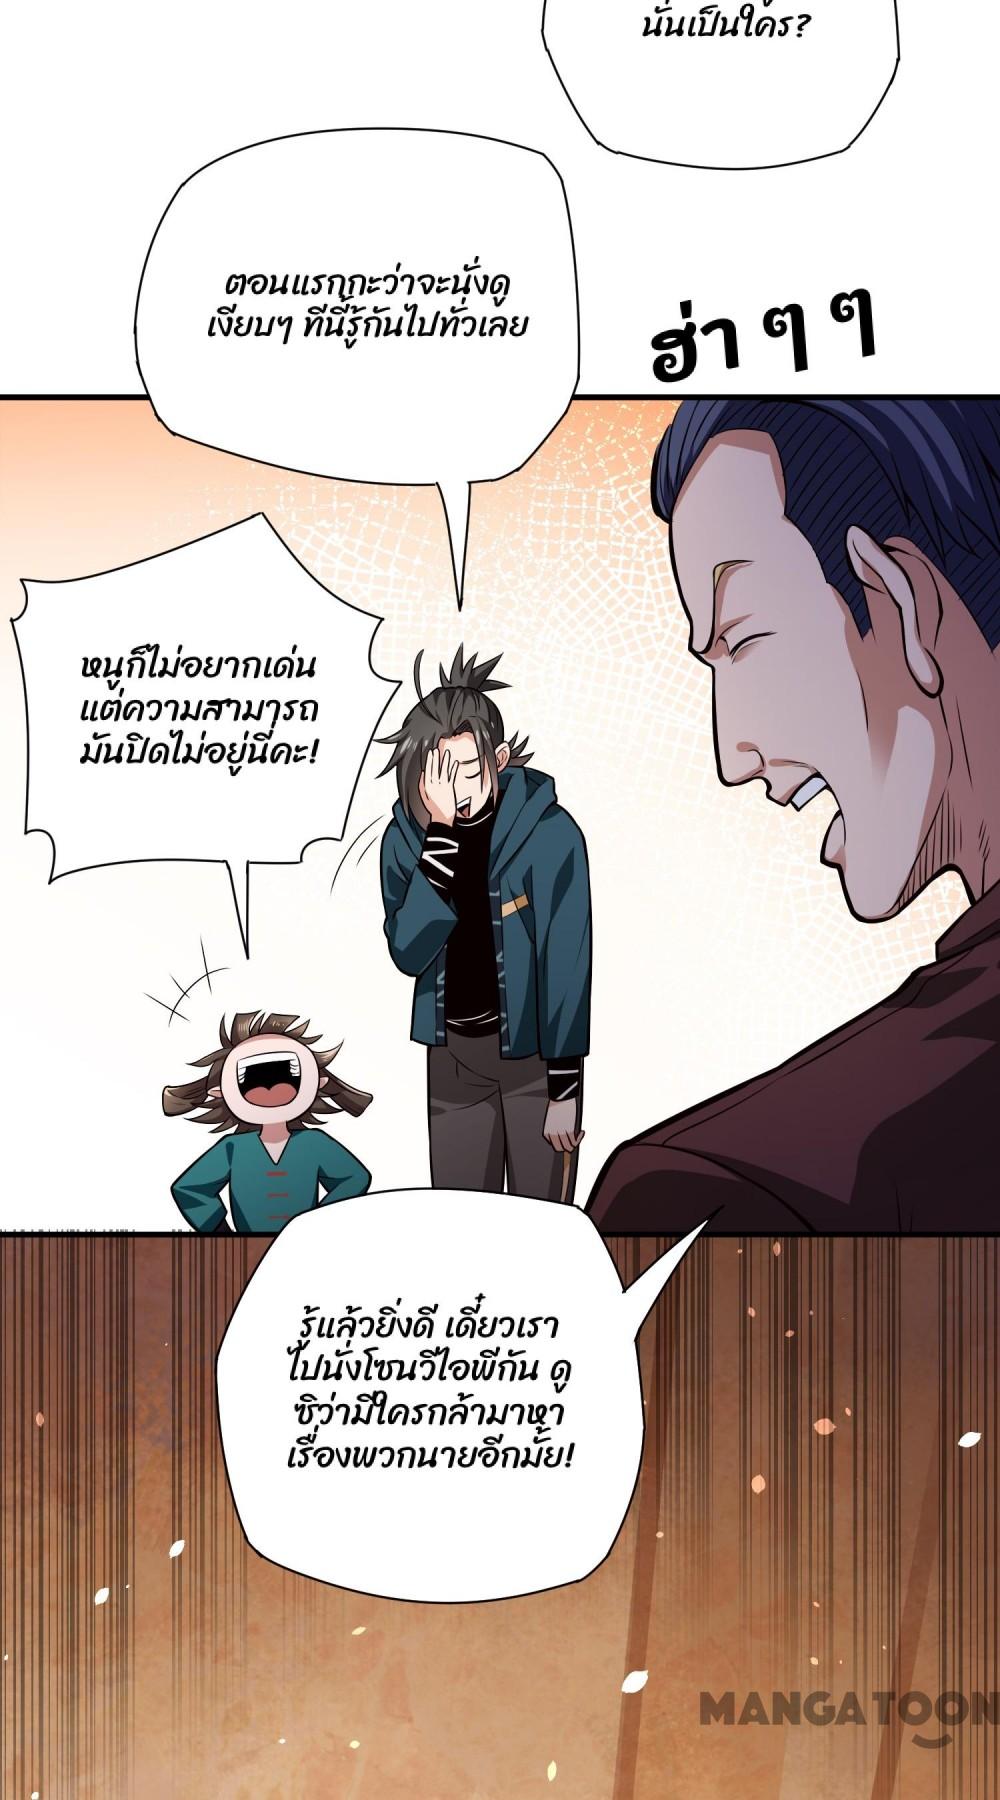 นั่นเป็นใคร?
ตอนแรกกะว่าจะนั่งดู
เงียบๆ ทีนี้รู้กันไปทั่วเลย
ฮ่า ๆ ๆ
หนูก็ไม่อยากเด่น
แต่ความสามารถ
มันปิดไม่อยู่นี่คะ!
รู้แล้วยิ่งดี เดี๋ยวเรา
ไปนั่งโซนวีไอพีกัน ดู
ซิว่ามีใครกล้ามาหา
เรื่องพวกนายอีกมั้ย!
MANGATOON